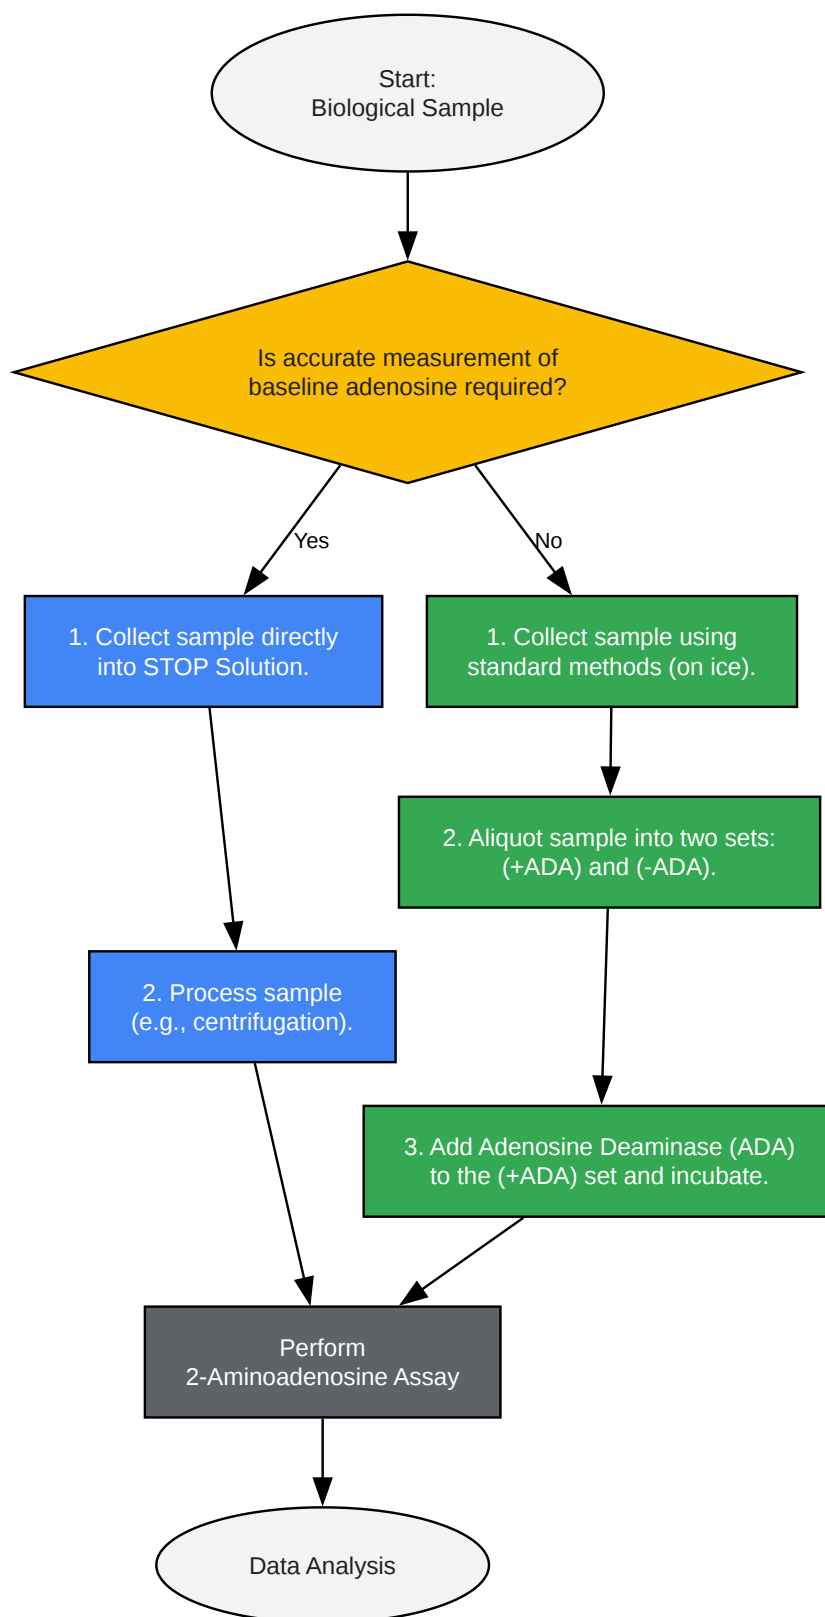 Start:
Biological Sample
Is accurate measurement of
baseline adenosine required?
Yes
No
1. Collect sample directly
into STOP Solution.
1. Collect sample using
standard methods (on ice).
2. Aliquot sample into two sets:
(+ADA) and (-ADA).
2. Process sample
(e.g., centrifugation).
3. Add Adenosine Deaminase (ADA)
to the (+ADA) set and incubate.
Perform
2-Aminoadenosine Assay
Data Analysis